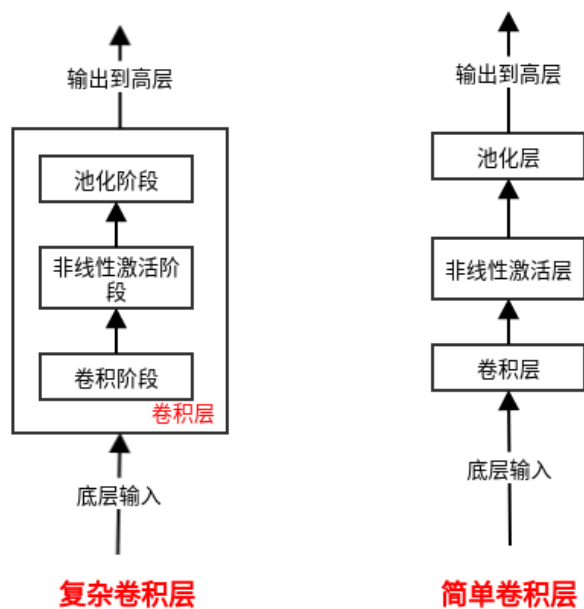 输出到高层
池化阶段
非线性激活阶
段
卷积阶段
卷积层
底层输入
复杂卷积层
输出到高层
池化层
非线性激活层
卷积层
底层输入
简单卷积层